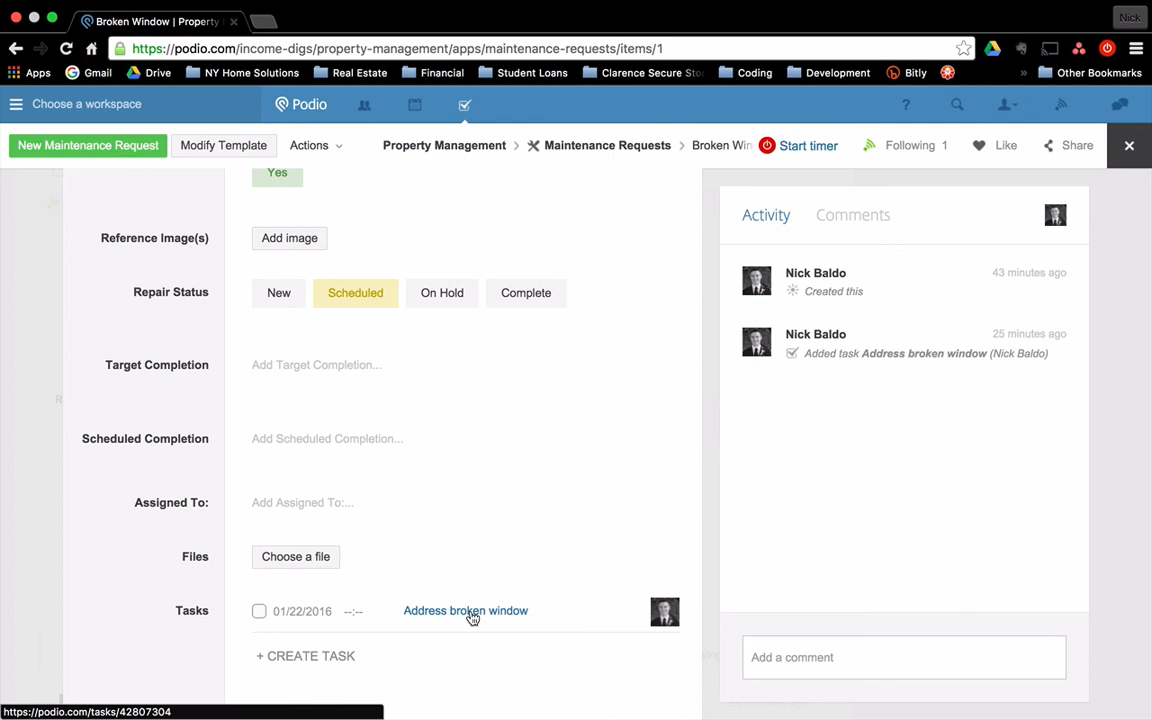 Broken Window | Property
Nick
https://podio.com/income-digs/property-management/apps/maintenance-requests/items/1
Apps Gmail Drive NY Home Solutions Real Estate Financial Student Loans Clarence Secure Sto Coding Development Bitly » Other Bookmarks
Choose a workspace Podio ?
New Maintenance Request Modify Template Actions Property Management > Maintenance Requests > Broken Win Start timer Following 1 Like Share
Yes
Activity Comments
Reference Image(s) Add image
Nick Baldo 43 minutes ago
Created this
Repair Status New Scheduled On Hold Complete
Nick Baldo 25 minutes ago
Added task Address broken window (Nick Baldo)
Target Completion Add Target Completion...
Scheduled Completion Add Scheduled Completion...
Assigned To: Add Assigned To:...
Files Choose a file
Tasks 01/22/2016 --:-- Address broken window
+ CREATE TASK
Add a comment
https://podio.com/tasks/42807304